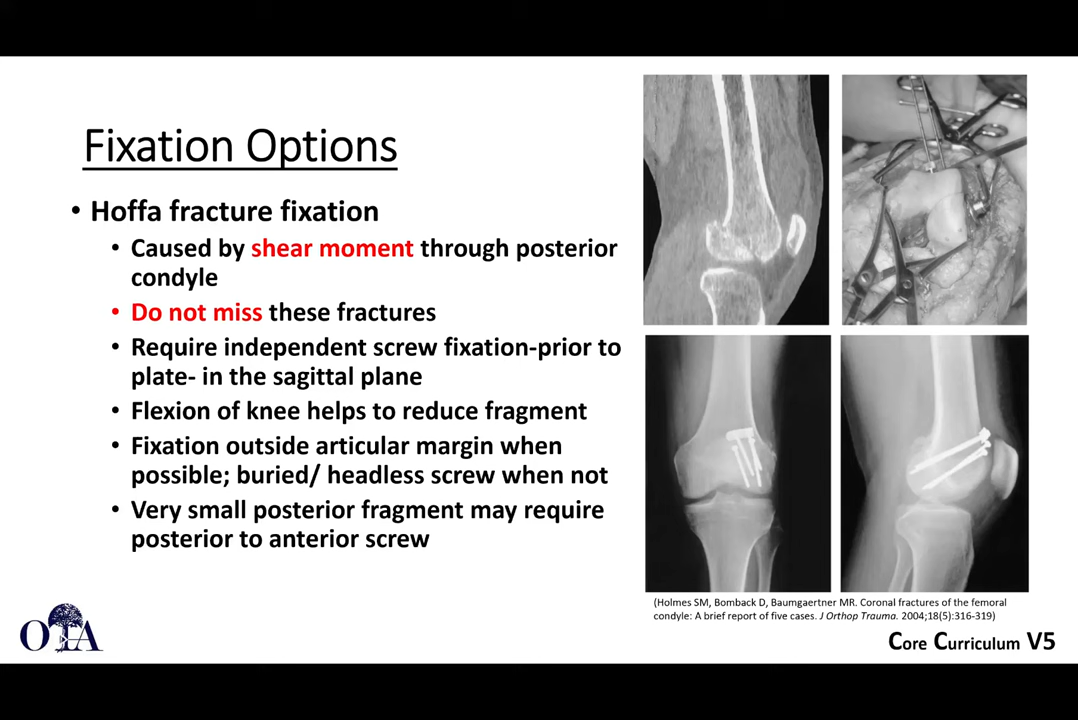 Fixation Options
• Hoffa fracture fixation
• Caused by shear moment through posterior
condyle
• Do not miss these fractures
• Require independent screw fixation-prior to
plate- in the sagittal plane
• Flexion of knee helps to reduce fragment
• Fixation outside articular margin when
possible; buried/ headless screw when not
• Very small posterior fragment may require
posterior to anterior screw
(Holmes SM, Bomback D, Baumgaertner MR. Coronal fractures of the femoral
condyle: A brief report of five cases. J Orthop Trauma. 2004;18(5):316-319)
OTA
Core Curriculum V5